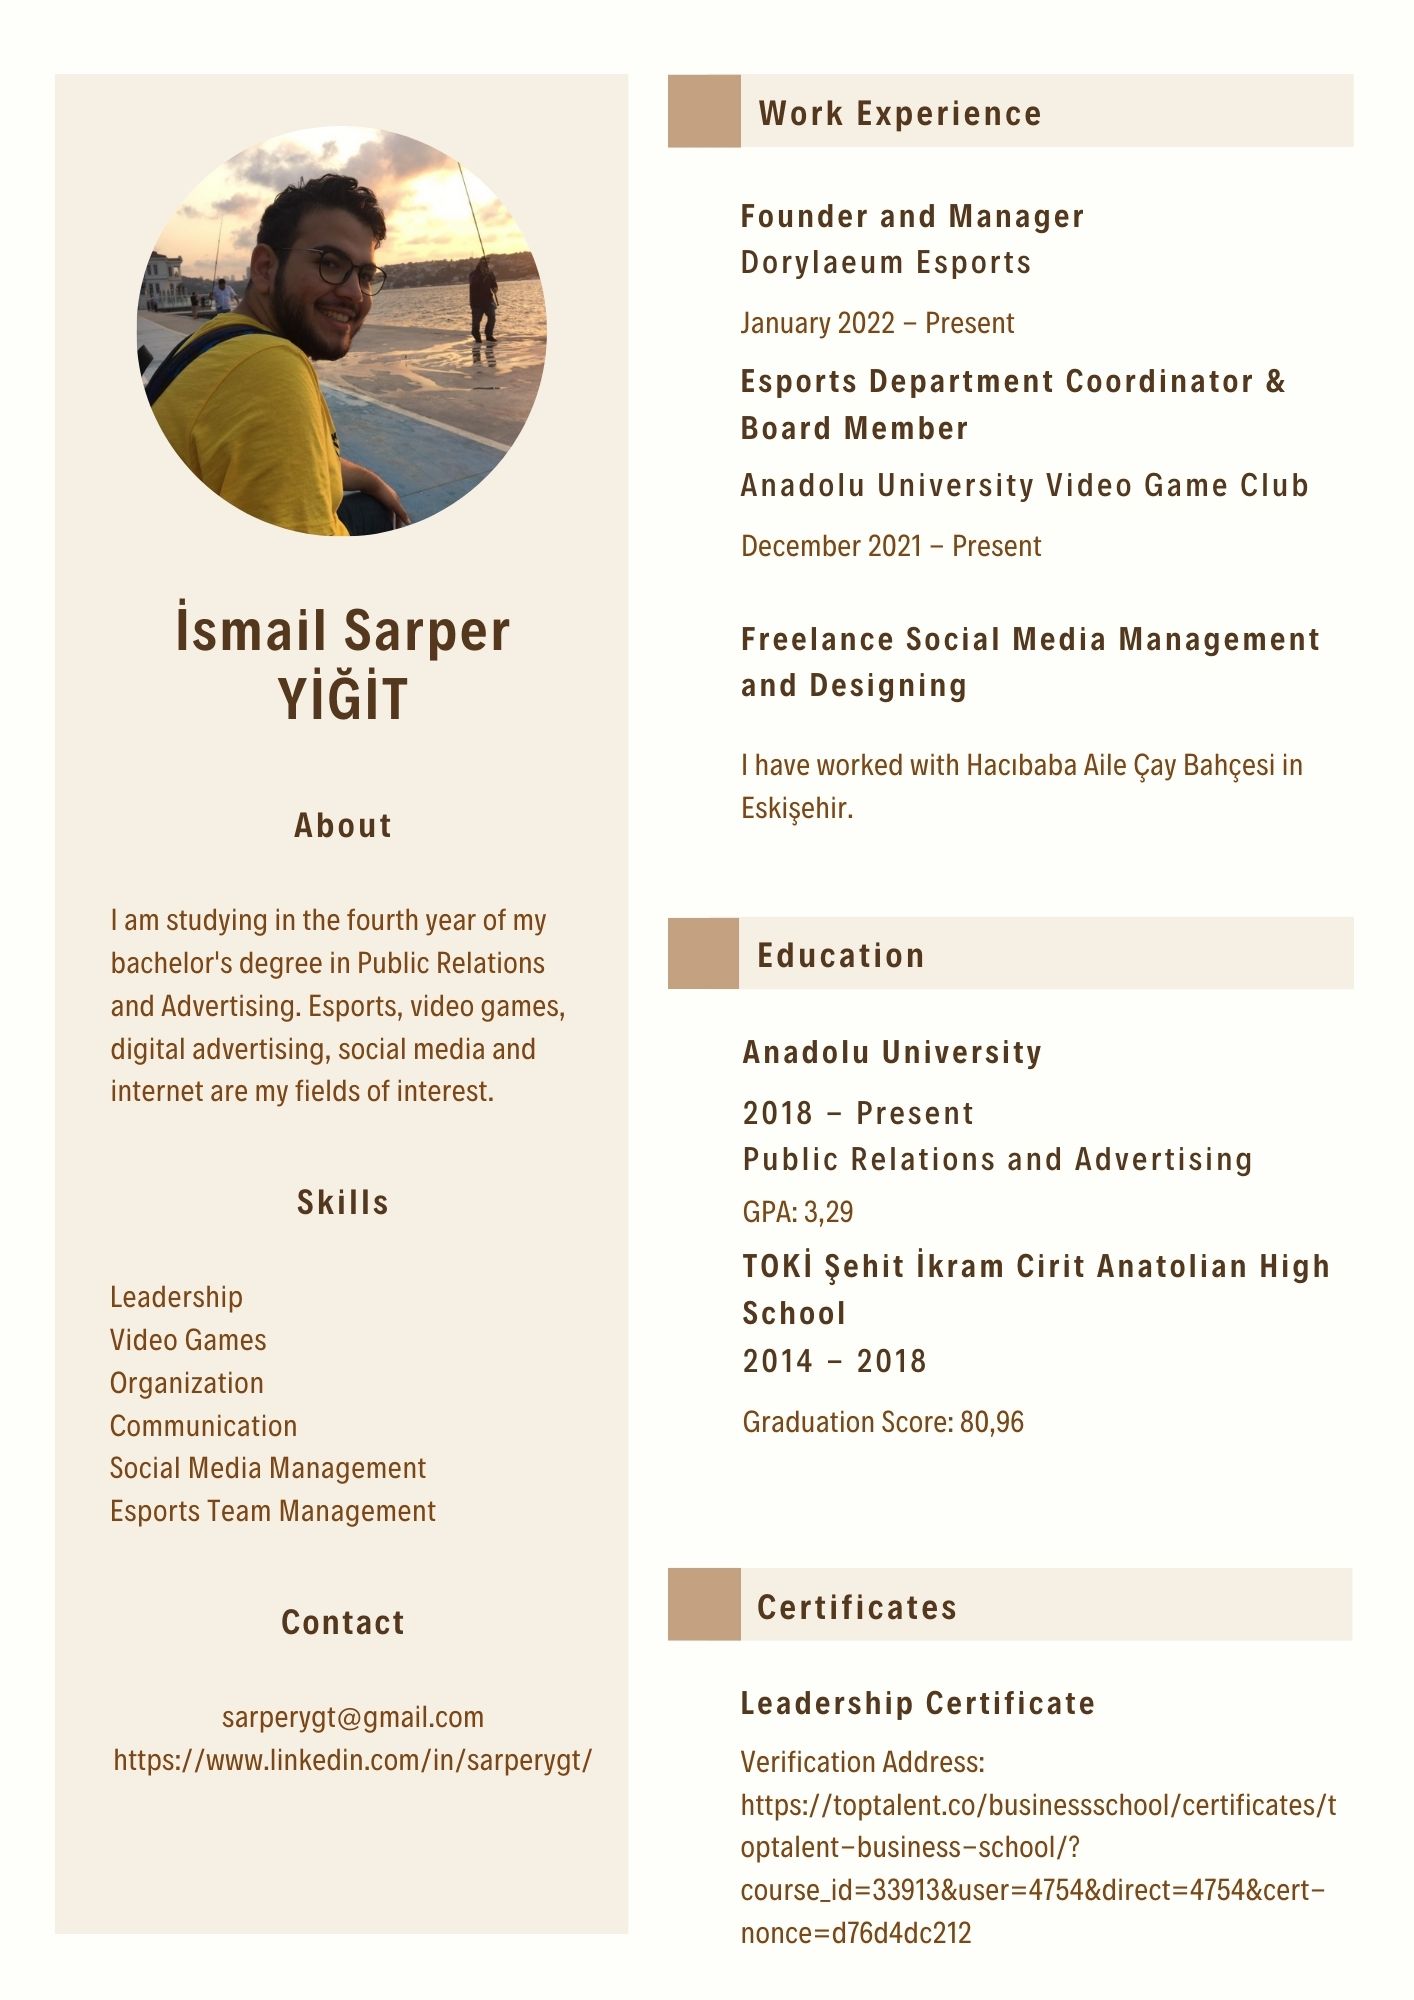 İsmail Sarper
YİĞİT
About
I am studying in the fourth year of my
bachelor's degree in Public Relations
and Advertising. Esports, video games,
digital advertising, social media and
internet are my fields of interest.
Skills
Leadership
Video Games
Organization
Communication
Social Media Management
Esports Team Management
Contact
sarperygt@gmail.com
https://www.linkedin.com/in/sarperygt/
Work Experience
Founder and Manager
Dorylaeum Esports
January 2022 – Present
Esports Department Coordinator &
Board Member
Anadolu University Video Game Club
December 2021 – Present
Freelance Social Media Management
and Designing
I have worked with Hacıbaba Aile Çay Bahçesi in
Eskişehir.
Education
Anadolu University
2018 – Present
Public Relations and Advertising
GPA: 3,29
TOKİ Şehit İkram Cirit Anatolian High
School
2014 – 2018
Graduation Score: 80,96
Certificates
Leadership Certificate
Verification Address:
https://toptalent.co/businessschool/certificates/t
optalent-business-school/?
course_id=33913&user=4754&direct=4754&cert-
nonce=d76d4dc212